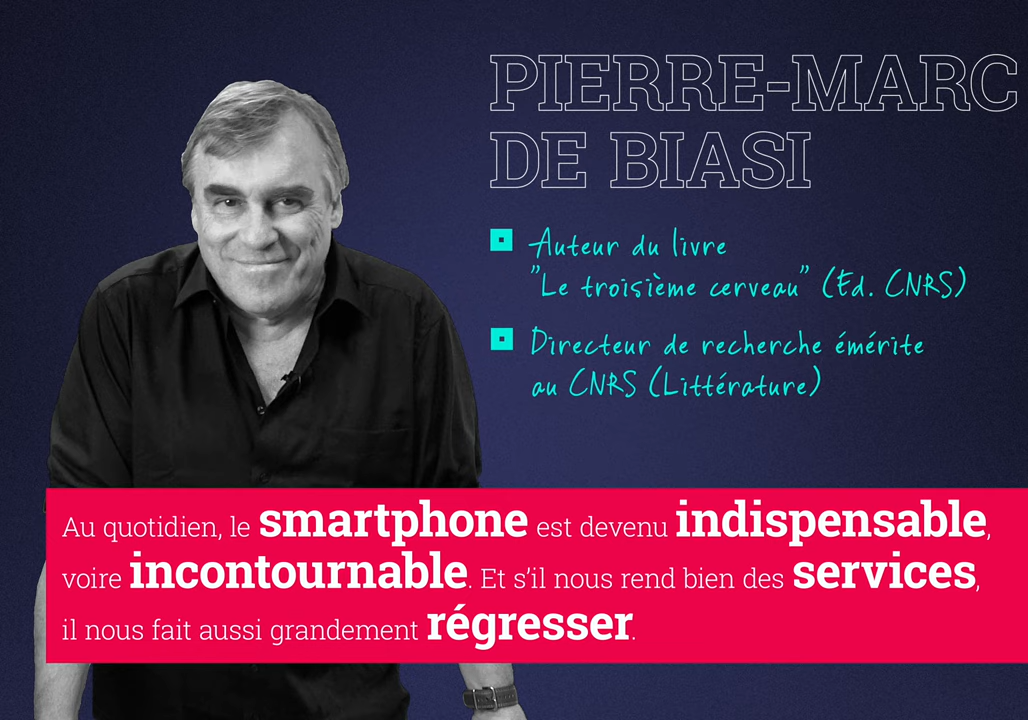 PIERRE-MARC
DE BIASI
Auteur du livre
"Le troisième cerveau" (Ed. CNRS)
Directeur de recherche émérite
au CNRS (Littérature)
Au quotidien, le smartphone est devenu indispensable,
voire incontournable. Et s'il nous rend bien des services,
il nous fait aussi grandement régresser.